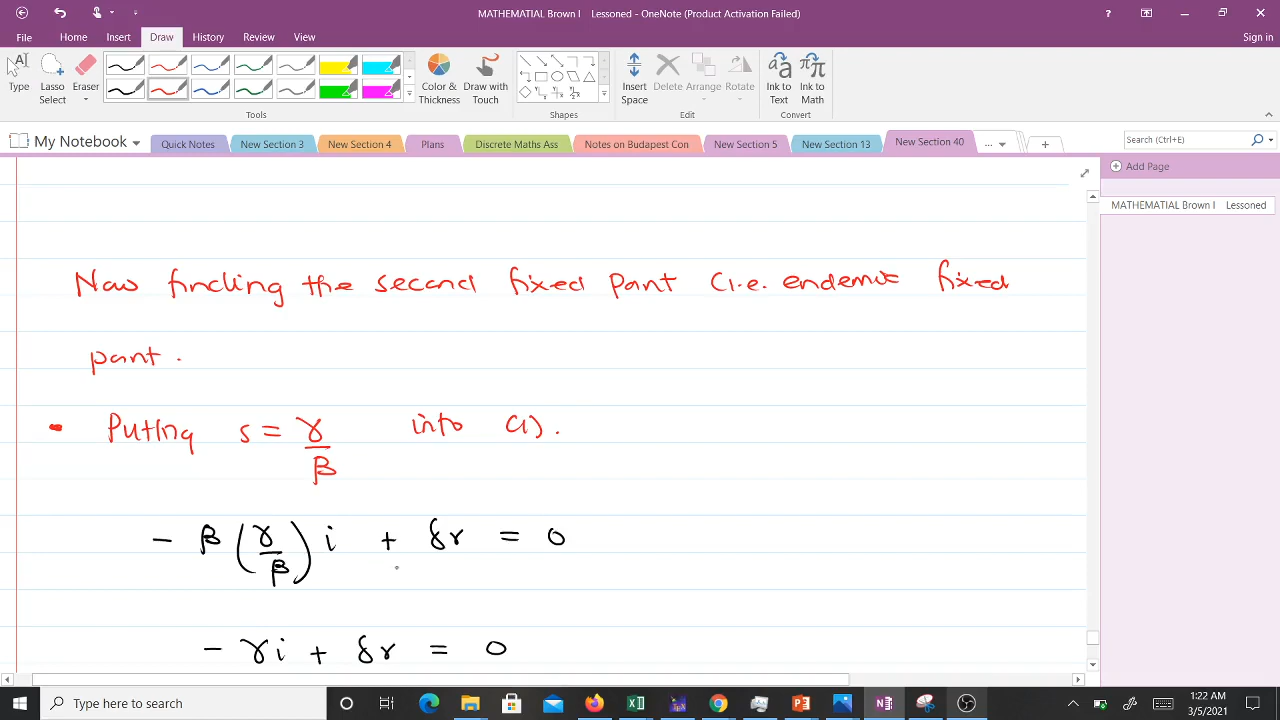 MATHEMATIAL Brown I Lessoned - OneNote (Product Activation Failed)
File Home Insert Draw History Review View
Sign in
Type Lasso Select Eraser Color & Thickness Draw with Touch Insert Space Delete Arrange Rotate Ink to Text Ink to Math
Tools Shapes Edit Convert
My Notebook Quick Notes New Section 3 New Section 4 Plans Discrete Maths Ass Notes on Budapest Con New Section 5 New Section 13 New Section 40 ... + Search (Ctrl+E)
Add Page
MATHEMATIAL Brown I Lessoned
Now finding the second fixed point (i.e. endemic fixed
point.
• Putting s = γ/β into (1).
- β(γ/β)i + δr = 0
- γi + δr = 0
Type here to search
1:22 AM
3/5/2021